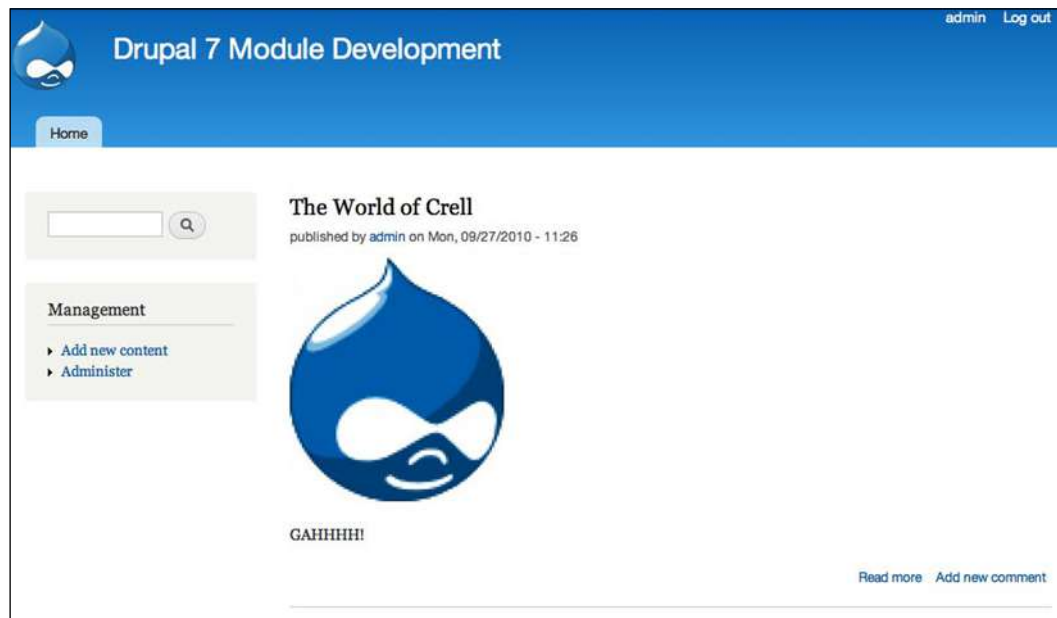 admin Log out
Drupal 7 Module Development
Home
The World of Crell
published by admin on Mon, 09/27/2010 - 11:26
Management
Add new content
Administer
GAHHHH!
Read more Add new comment